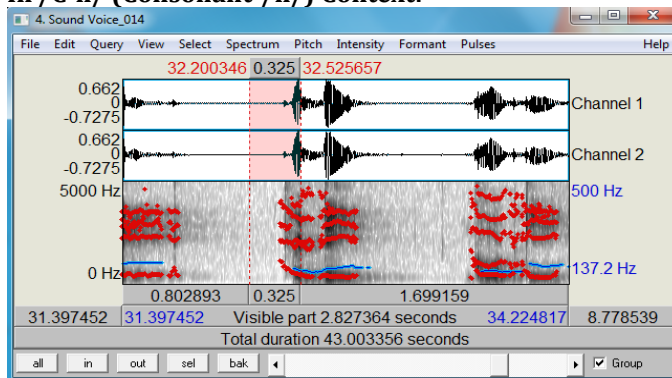 in /C-n/ (Consonant /n/) Context.
4. Sound Voice_014
File Edit Query View Select Spectrum Pitch Intensity Formant Pulses Help
32.200346 0.325 32.525657
0.662
0
-0.7275
Channel 1
0.662
0
-0.7275
Channel 2
5000 Hz
500 Hz
0 Hz
137.2 Hz
0.802893 0.325 1.699159
31.397452 31.397452 Visible part 2.827364 seconds 34.224817 8.778539
Total duration 43.003356 seconds
all in out sel bak Group